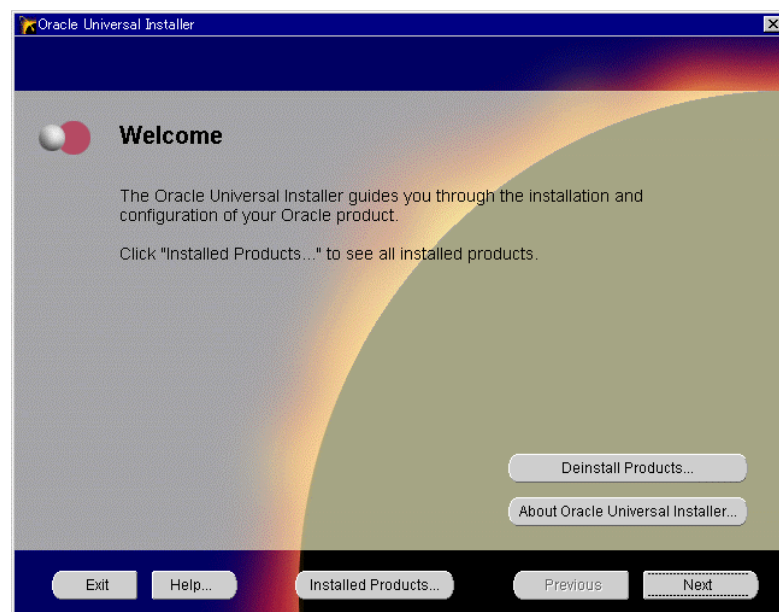 Oracle Universal Installer
Welcome
The Oracle Universal Installer guides you through the installation and
configuration of your Oracle product.
Click "Installed Products..." to see all installed products.
Deinstall Products...
About Oracle Universal Installer...
Exit
Help...
Installed Products...
Previous
Next